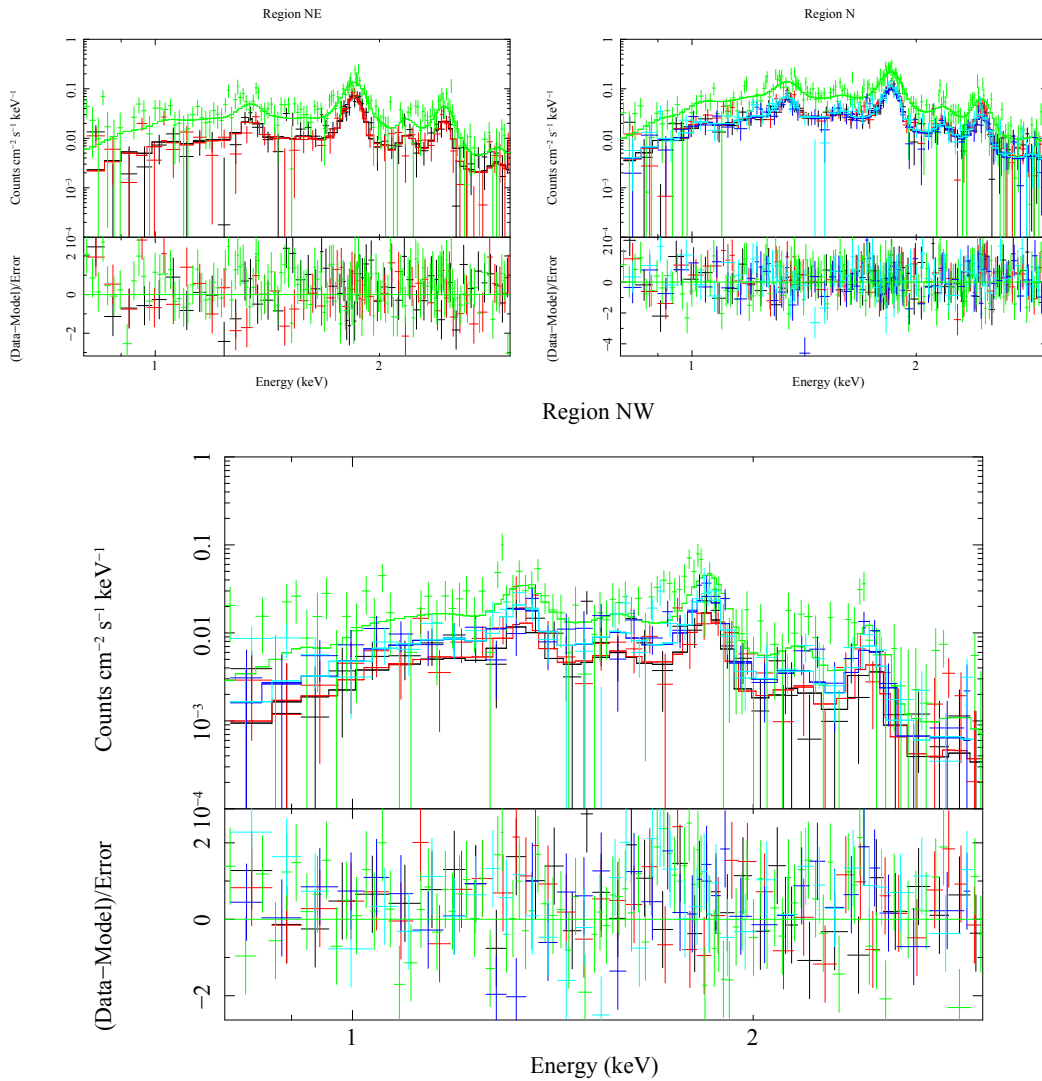 Region NE
Counts cm⁻² s⁻¹ keV⁻¹
1
0.1
0.01
10⁻³
10⁻⁴
(Data−Model)/Error
2
0
−2
1
2
Energy (keV)
Region N
Counts cm⁻² s⁻¹ keV⁻¹
1
0.1
0.01
10⁻³
10⁻⁴
(Data−Model)/Error
2
0
−2
−4
1
2
Energy (keV)
Region NW
Counts cm⁻² s⁻¹ keV⁻¹
1
0.1
0.01
10⁻³
10⁻⁴
(Data−Model)/Error
2
0
−2
1
2
Energy (keV)